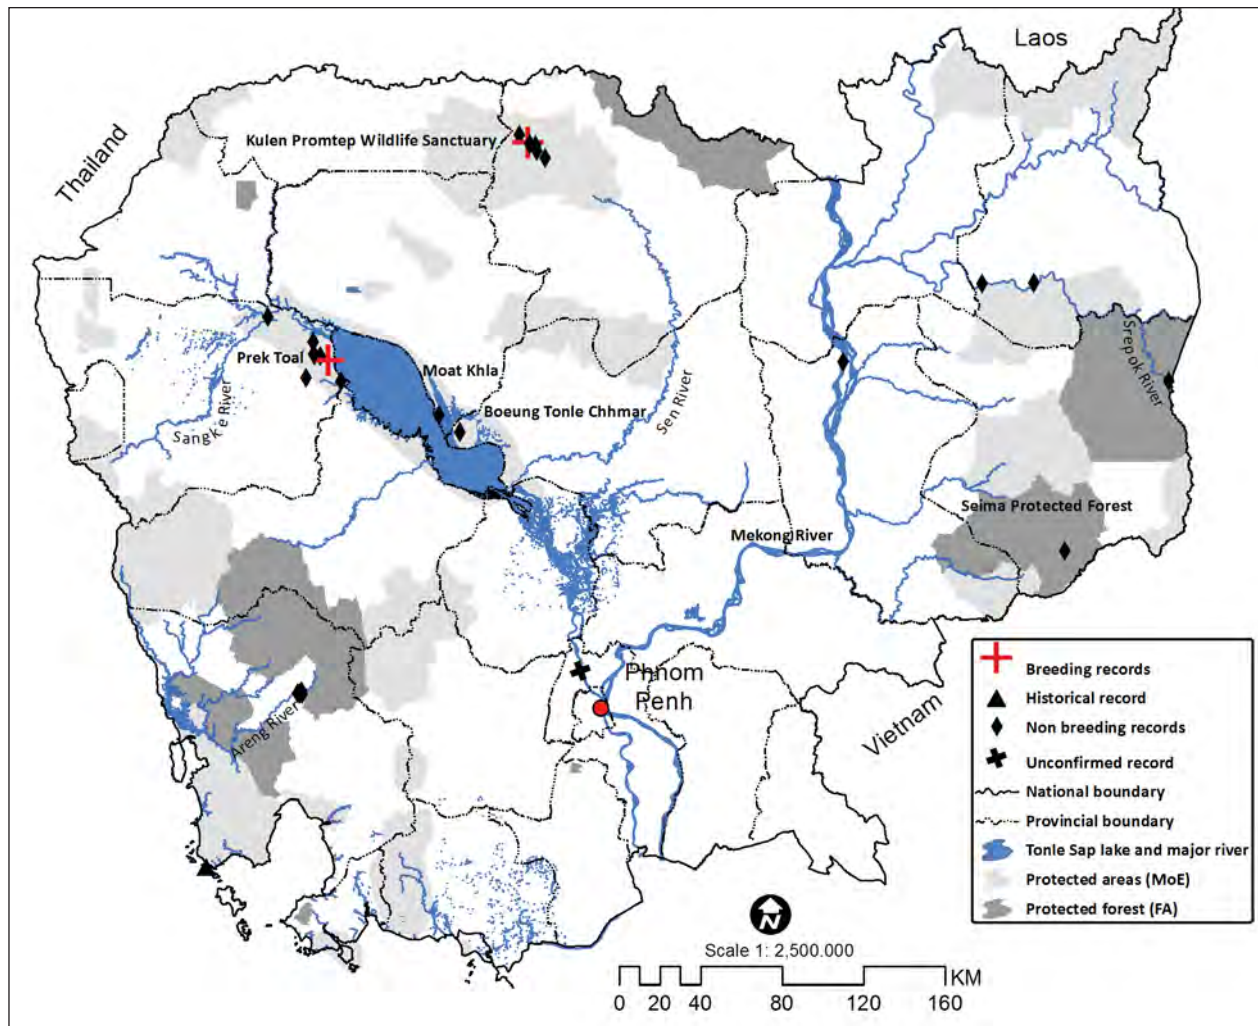 Laos
Thailand
Kulen Promtep Wildlife Sanctuary
Prek Toal
Moat Khla
Boeung Tonle Chhmar
Sangke River
Sen River
Srepok River
Seima Protected Forest
Mekong River
Phnom
Penh
Areng River
Vietnam
Breeding records
Historical record
Non breeding records
Unconfirmed record
National boundary
Provincial boundary
Tonle Sap lake and major river
Protected areas (MoE)
Protected forest (FA)
N
Scale 1: 2,500.000
KM
0 20 40 80 120 160